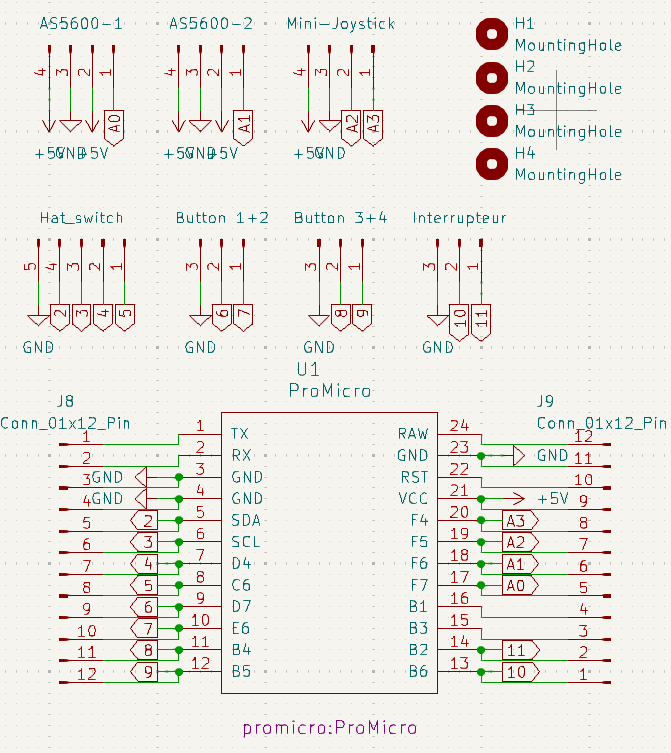 AS5600-1 AS5600-2 Mini-Joystick H1
MountingHole
H2
MountingHole
H3
MountingHole
H4
MountingHole
4 3 2 1 4 3 2 1 4 3 2 1
A0 A1 A2 A3
+5V GND +5V +5V GND +5V +5V GND
Hat_switch Button 1+2 Button 3+4 Interrupteur
5 4 3 2 1 3 2 1 3 2 1 3 2 1
2 3 4 5 6 7 8 9 10 11
GND GND GND GND
U1
ProMicro
J8
Conn_01x12_Pin
J9
Conn_01x12_Pin
1 1 TX RAW 24 12
2 2 RX GND 23 GND 11
3 GND 3 GND RST 22 10
4 GND 4 GND VCC 21 +5V 9
5 2 5 SDA F4 20 A3 8
6 3 6 SCL F5 19 A2 7
7 4 7 D4 F6 18 A1 6
8 5 8 C6 F7 17 A0 5
9 6 9 D7 B1 16 4
10 7 10 E6 B3 15 3
11 8 11 B4 B2 14 11 2
12 9 12 B5 B6 13 10 1
promicro:ProMicro